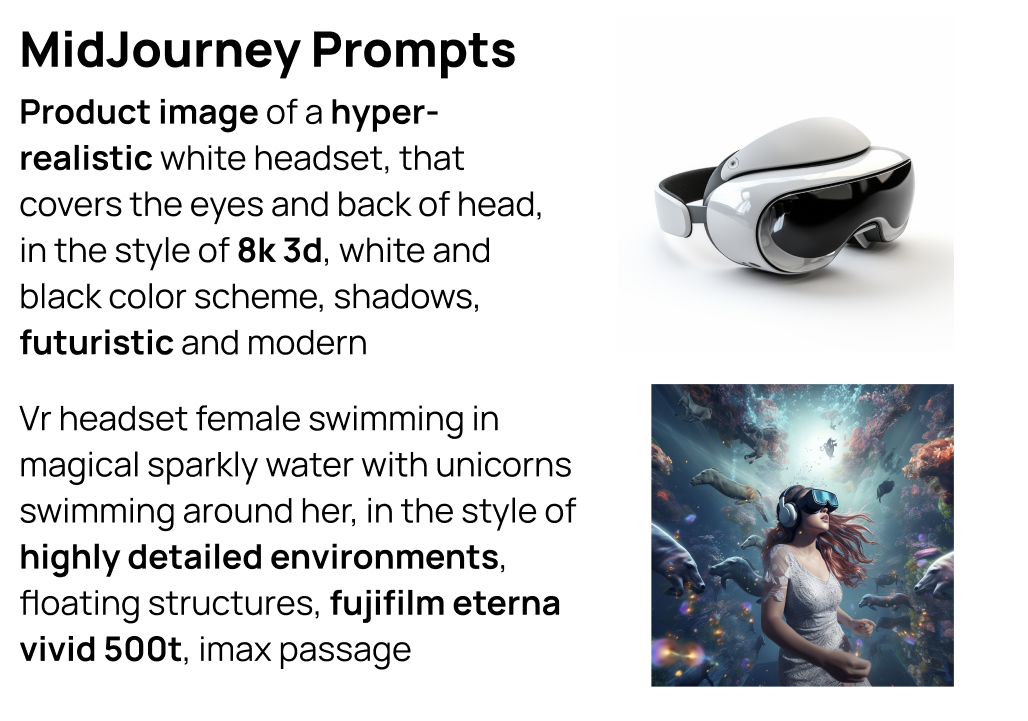 MidJourney Prompts
Product image of a hyper-
realistic white headset, that
covers the eyes and back of head,
in the style of 8k 3d, white and
black color scheme, shadows,
futuristic and modern
Vr headset female swimming in
magical sparkly water with unicorns
swimming around her, in the style of
highly detailed environments,
floating structures, fujifilm eterna
vivid 500t, imax passage